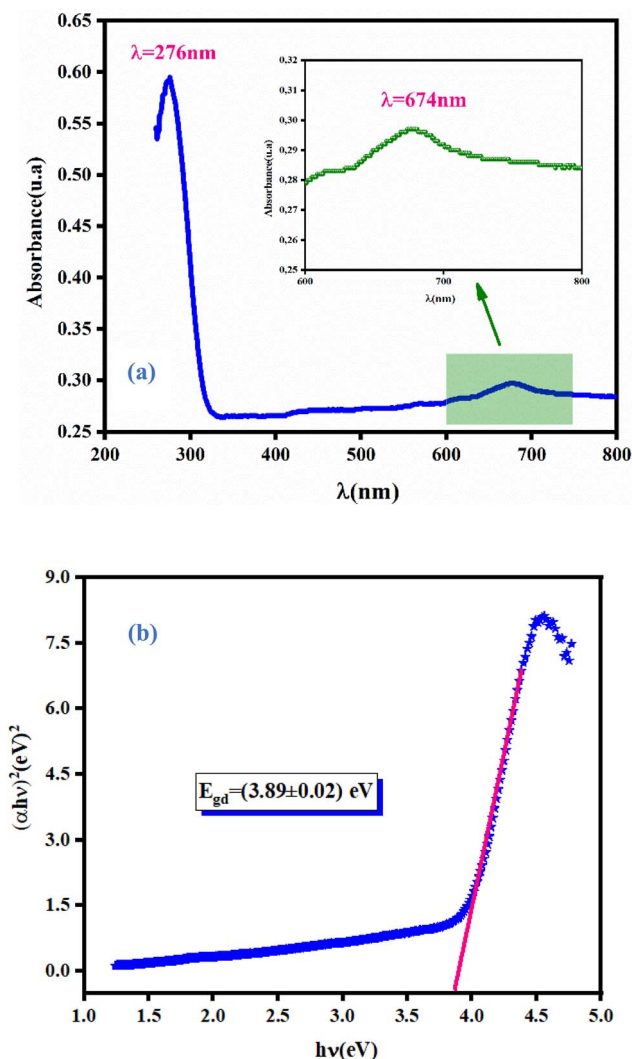 0.65
λ=276nm
0.60
0.55
0.50
0.45
0.40
0.35
0.30
0.25
Absorbance(u.a)
(a)
200 300 400 500 600 700 800
λ(nm)
0,32
0,31
0,30
0,29
0,28
0,27
0,26
0,25
Absorbance(u.a)
λ=674nm
600 700 800
λ(nm)
9.0
7.5
6.0
4.5
3.0
1.5
0.0
(αhν)²(eV)²
(b)
E_gd=(3.89±0.02) eV
1.0 1.5 2.0 2.5 3.0 3.5 4.0 4.5 5.0
hν(eV)